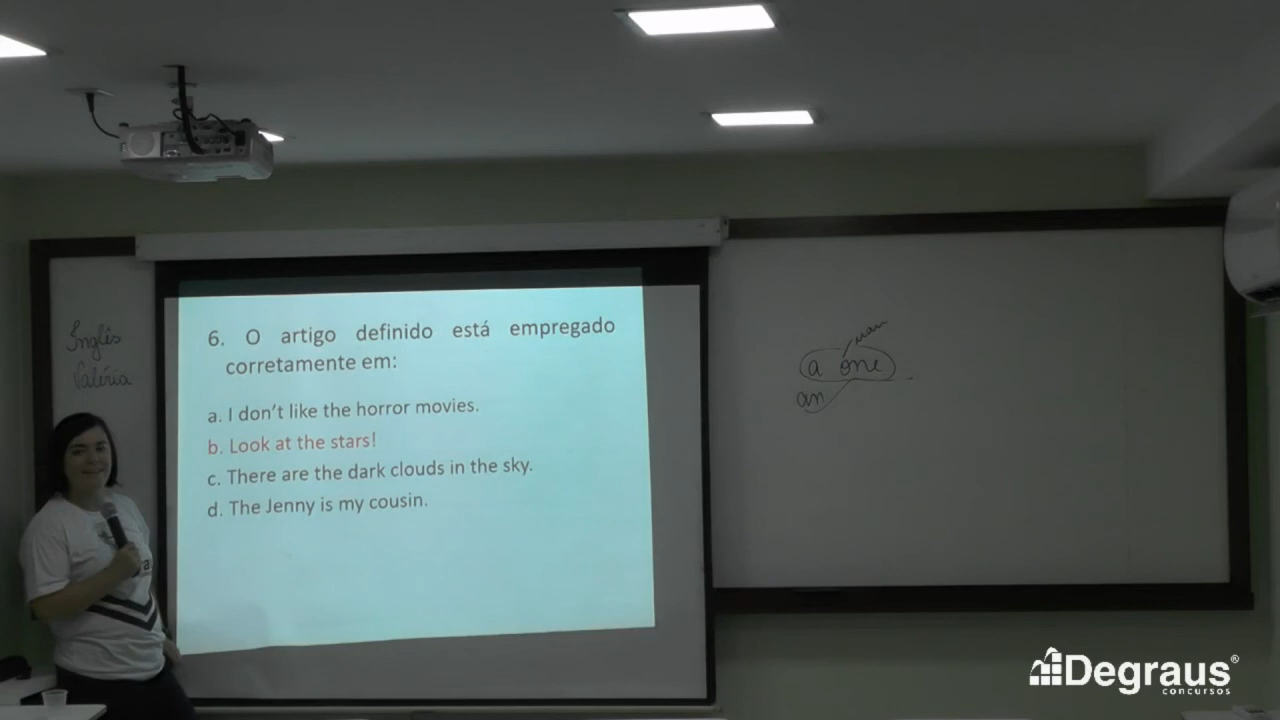 Inglês
Valéria
6. O artigo definido está empregado
corretamente em:
a. I don't like the horror movies.
b. Look at the stars!
c. There are the dark clouds in the sky.
d. The Jenny is my cousin.
a one
an
Degraus®
concursos